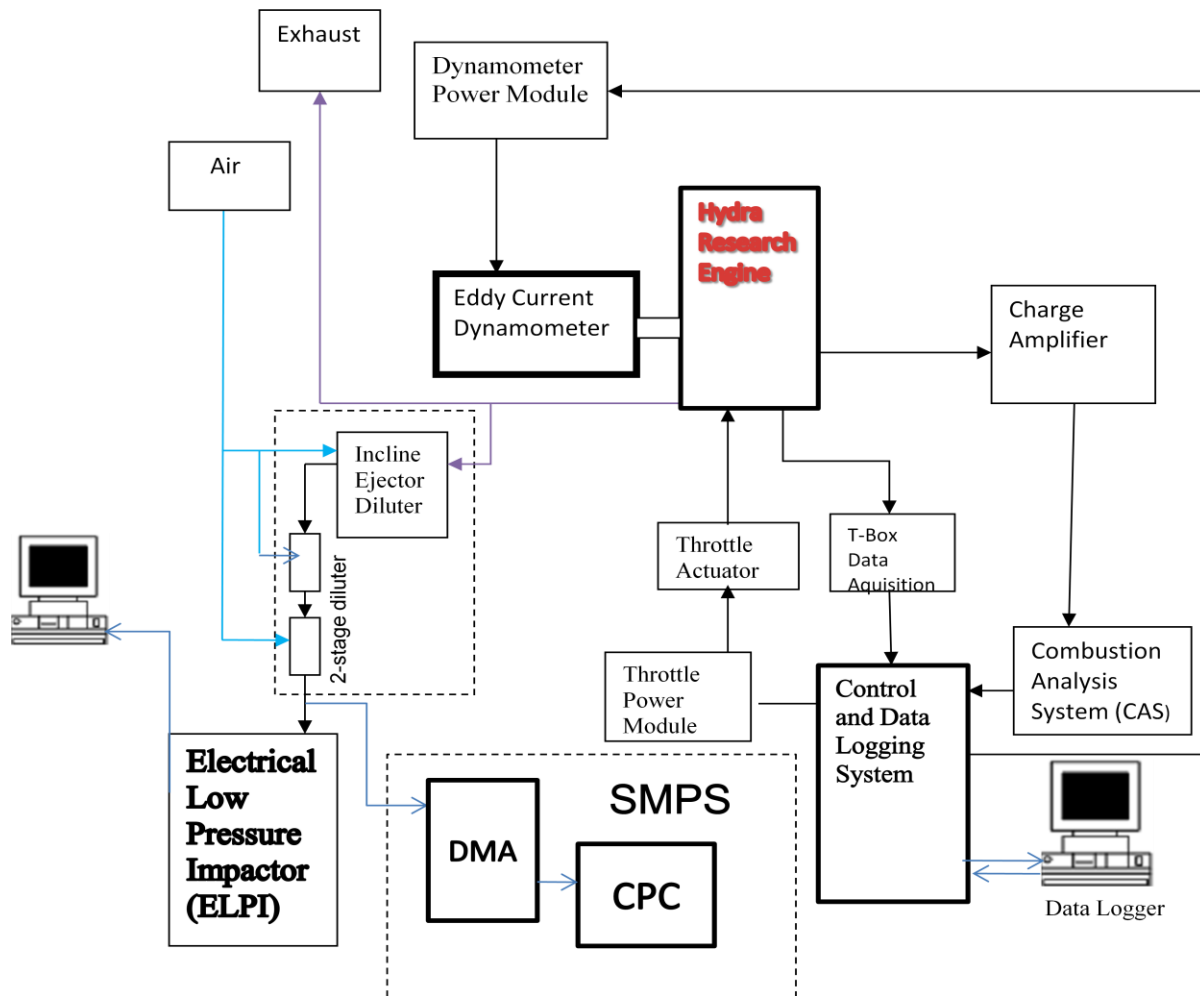 Exhaust
Dynamometer
Power Module
Air
Hydra
Research
Engine
Eddy Current
Dynamometer
Charge
Amplifier
Incline
Ejector
Diluter
2-stage diluter
Throttle
Actuator
T-Box
Data
Aquisition
Throttle
Power
Module
Control
and Data
Logging
System
Combustion
Analysis
System (CAS)
Electrical
Low
Pressure
Impactor
(ELPI)
SMPS
DMA
CPC
Data Logger